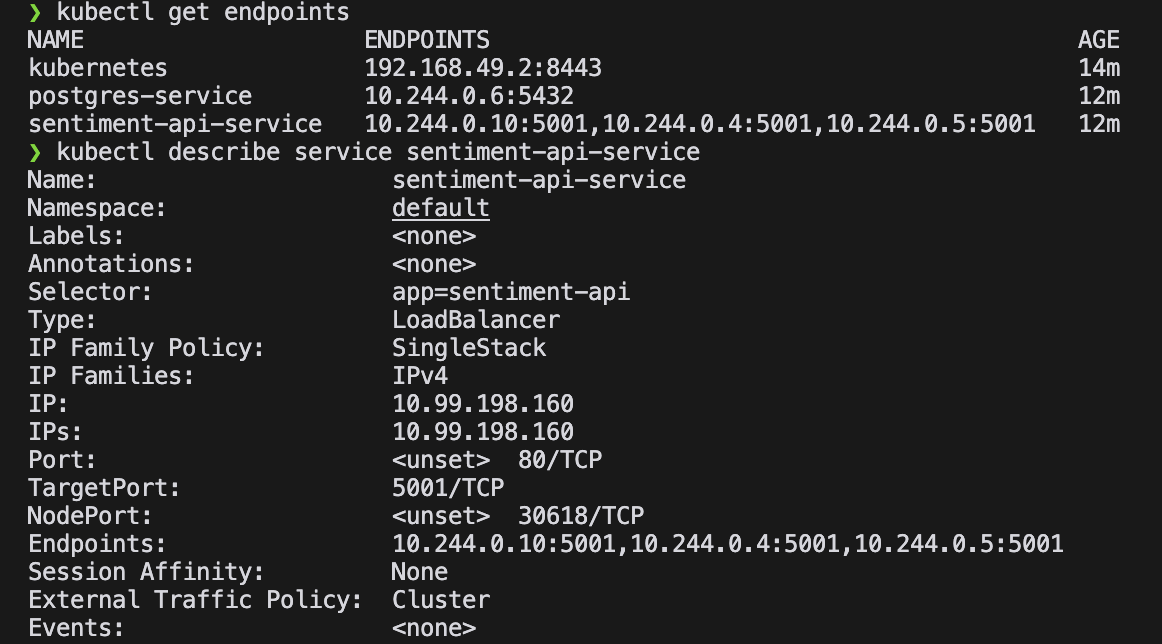 ❯ kubectl get endpoints
NAME ENDPOINTS AGE
kubernetes 192.168.49.2:8443 14m
postgres-service 10.244.0.6:5432 12m
sentiment-api-service 10.244.0.10:5001,10.244.0.4:5001,10.244.0.5:5001 12m
❯ kubectl describe service sentiment-api-service
Name: sentiment-api-service
Namespace: default
Labels: <none>
Annotations: <none>
Selector: app=sentiment-api
Type: LoadBalancer
IP Family Policy: SingleStack
IP Families: IPv4
IP: 10.99.198.160
IPs: 10.99.198.160
Port: <unset> 80/TCP
TargetPort: 5001/TCP
NodePort: <unset> 30618/TCP
Endpoints: 10.244.0.10:5001,10.244.0.4:5001,10.244.0.5:5001
Session Affinity: None
External Traffic Policy: Cluster
Events: <none>